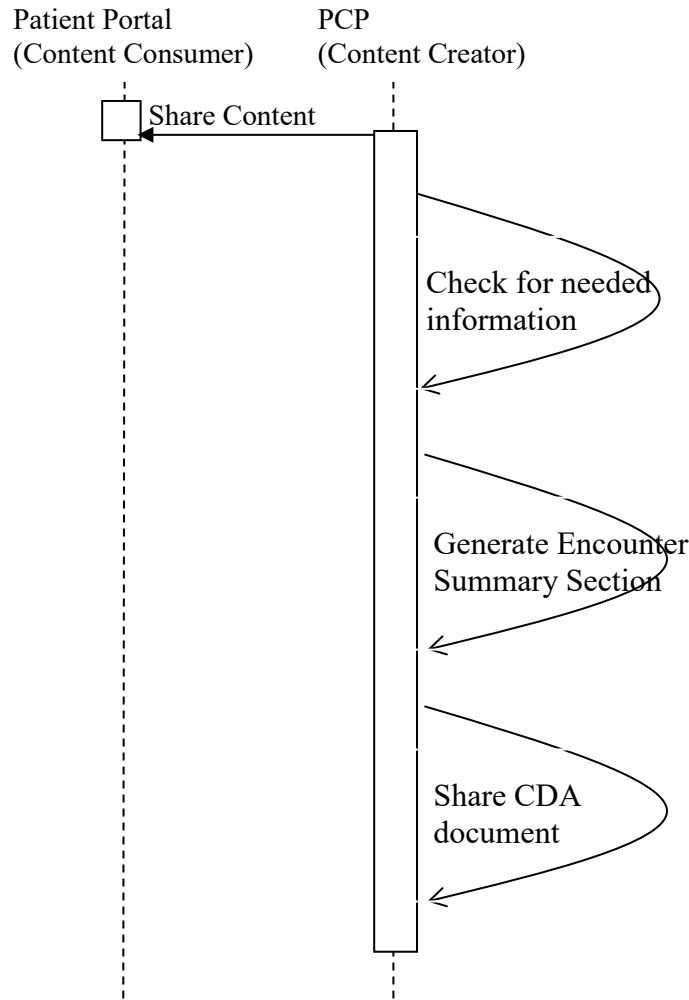 Patient Portal
(Content Consumer)
PCP
(Content Creator)
Share Content
Check for needed
information
Generate Encounter
Summary Section
Share CDA
document